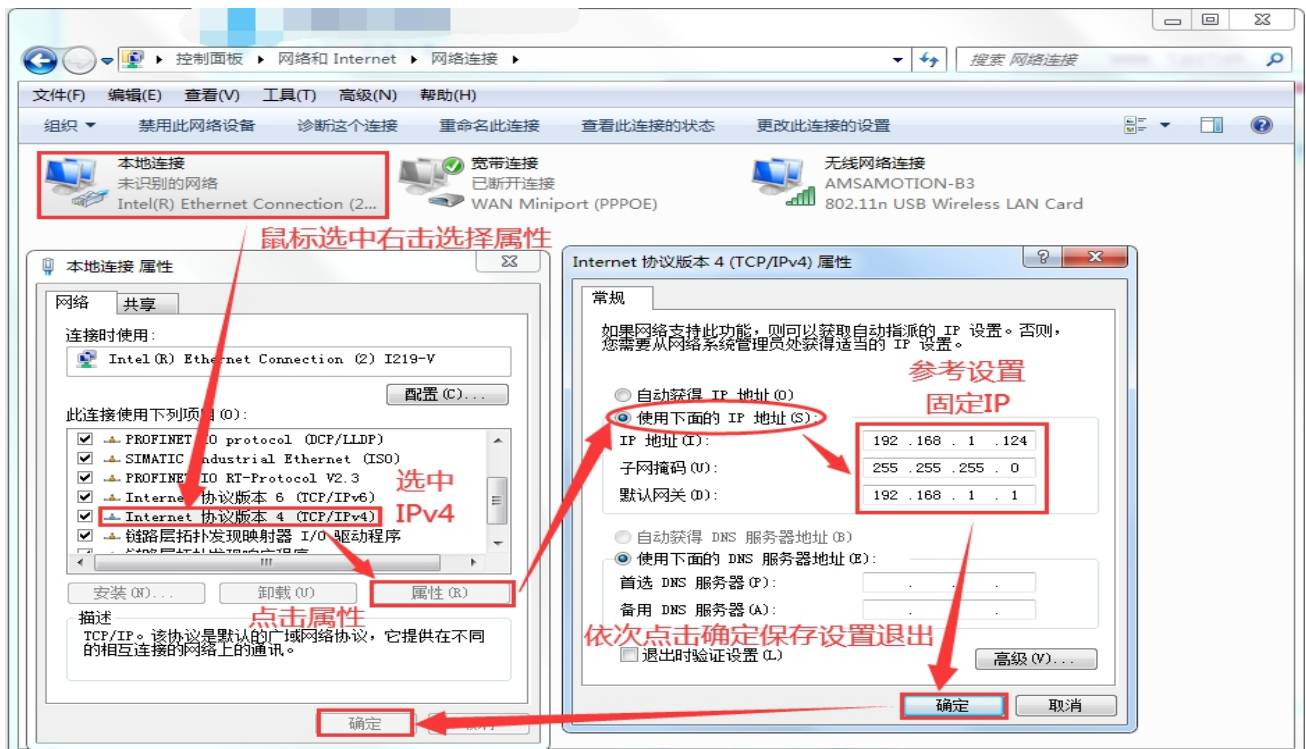 控制面板 ▸ 网络和 Internet ▸ 网络连接 ▸
搜索 网络连接
文件(F) 编辑(E) 查看(V) 工具(T) 高级(N) 帮助(H)
组织 禁用此网络设备 诊断这个连接 重命名此连接 查看此连接的状态 更改此连接的设置
本地连接
未识别的网络
Intel(R) Ethernet Connection (2...
宽带连接
已断开连接
WAN Miniport (PPPOE)
无线网络连接
AMSAMOTION-B3
802.11n USB Wireless LAN Card
鼠标选中右击选择属性
本地连接 属性
网络 共享
连接时使用:
Intel(R) Ethernet Connection (2) I219-V
配置(C)...
此连接使用下列项目(O):
PROFINET IO protocol (DCP/LLDP)
SIMATIC Industrial Ethernet (ISO)
PROFINET IO RT-Protocol V2.3
Internet 协议版本 6 (TCP/IPv6)
Internet 协议版本 4 (TCP/IPv4)
链路层拓扑发现映射器 I/O 驱动程序
选中
IPv4
安装(N)... 卸载(U) 属性(R)
点击属性
描述
TCP/IP。该协议是默认的广域网络协议，它提供在不同
的相互连接的网络上的通讯。
确定
Internet 协议版本 4 (TCP/IPv4) 属性
常规
如果网络支持此功能，则可以获取自动指派的 IP 设置。否则，
您需要从网络系统管理员处获得适当的 IP 设置。
参考设置
固定IP
自动获得 IP 地址(O)
使用下面的 IP 地址(S):
IP 地址(I): 192 .168 . 1 .124
子网掩码(U): 255 .255 .255 . 0
默认网关(D): 192 .168 . 1 . 1
自动获得 DNS 服务器地址(B)
使用下面的 DNS 服务器地址(E):
首选 DNS 服务器(P):
备用 DNS 服务器(A):
依次点击确定保存设置退出
退出时验证设置(L)
高级(V)...
确定 取消